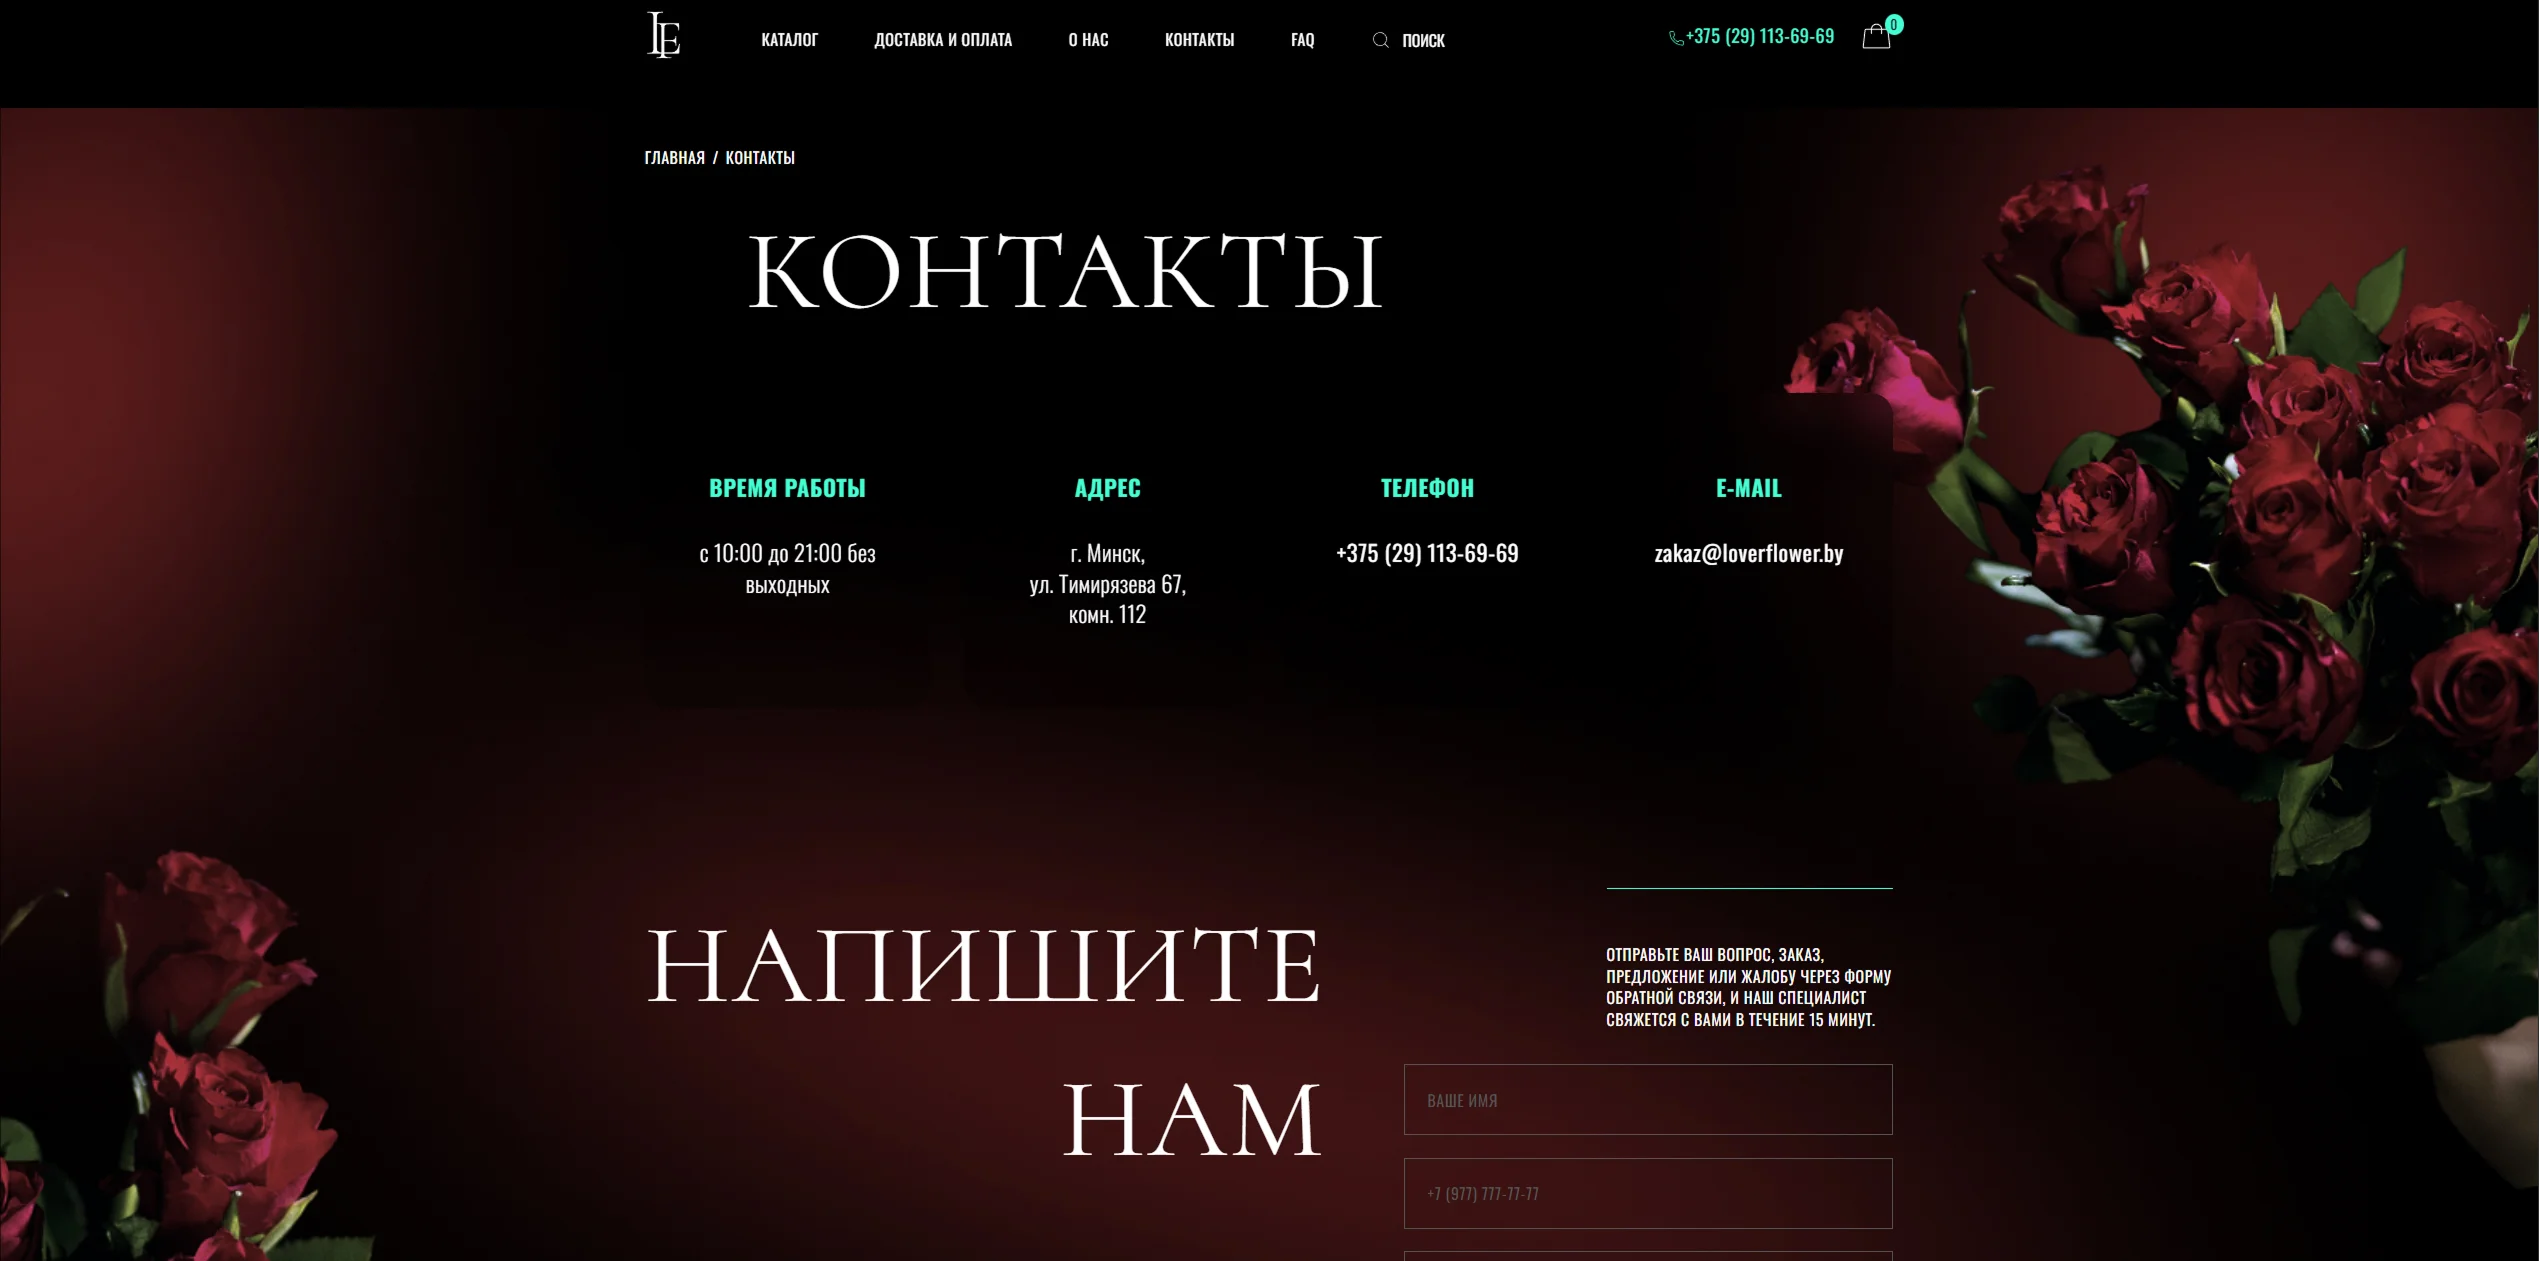 LE
КАТАЛОГ
ДОСТАВКА И ОПЛАТА
О НАС
КОНТАКТЫ
FAQ
ПОИСК
+375 (29) 113-69-69
0
ГЛАВНАЯ / КОНТАКТЫ
КОНТАКТЫ
ВРЕМЯ РАБОТЫ
с 10:00 до 21:00 без
выходных
АДРЕС
г. Минск,
ул. Тимирязева 67,
комн. 112
ТЕЛЕФОН
+375 (29) 113-69-69
E-MAIL
zakaz@loverflower.by
НАПИШИТЕ
НАМ
ОТПРАВЬТЕ ВАШ ВОПРОС, ЗАКАЗ,
ПРЕДЛОЖЕНИЕ ИЛИ ЖАЛОБУ ЧЕРЕЗ ФОРМУ
ОБРАТНОЙ СВЯЗИ, И НАШ СПЕЦИАЛИСТ
СВЯЖЕТСЯ С ВАМИ В ТЕЧЕНИЕ 15 МИНУТ.
ВАШЕ ИМЯ
+7 (977) 777-77-77